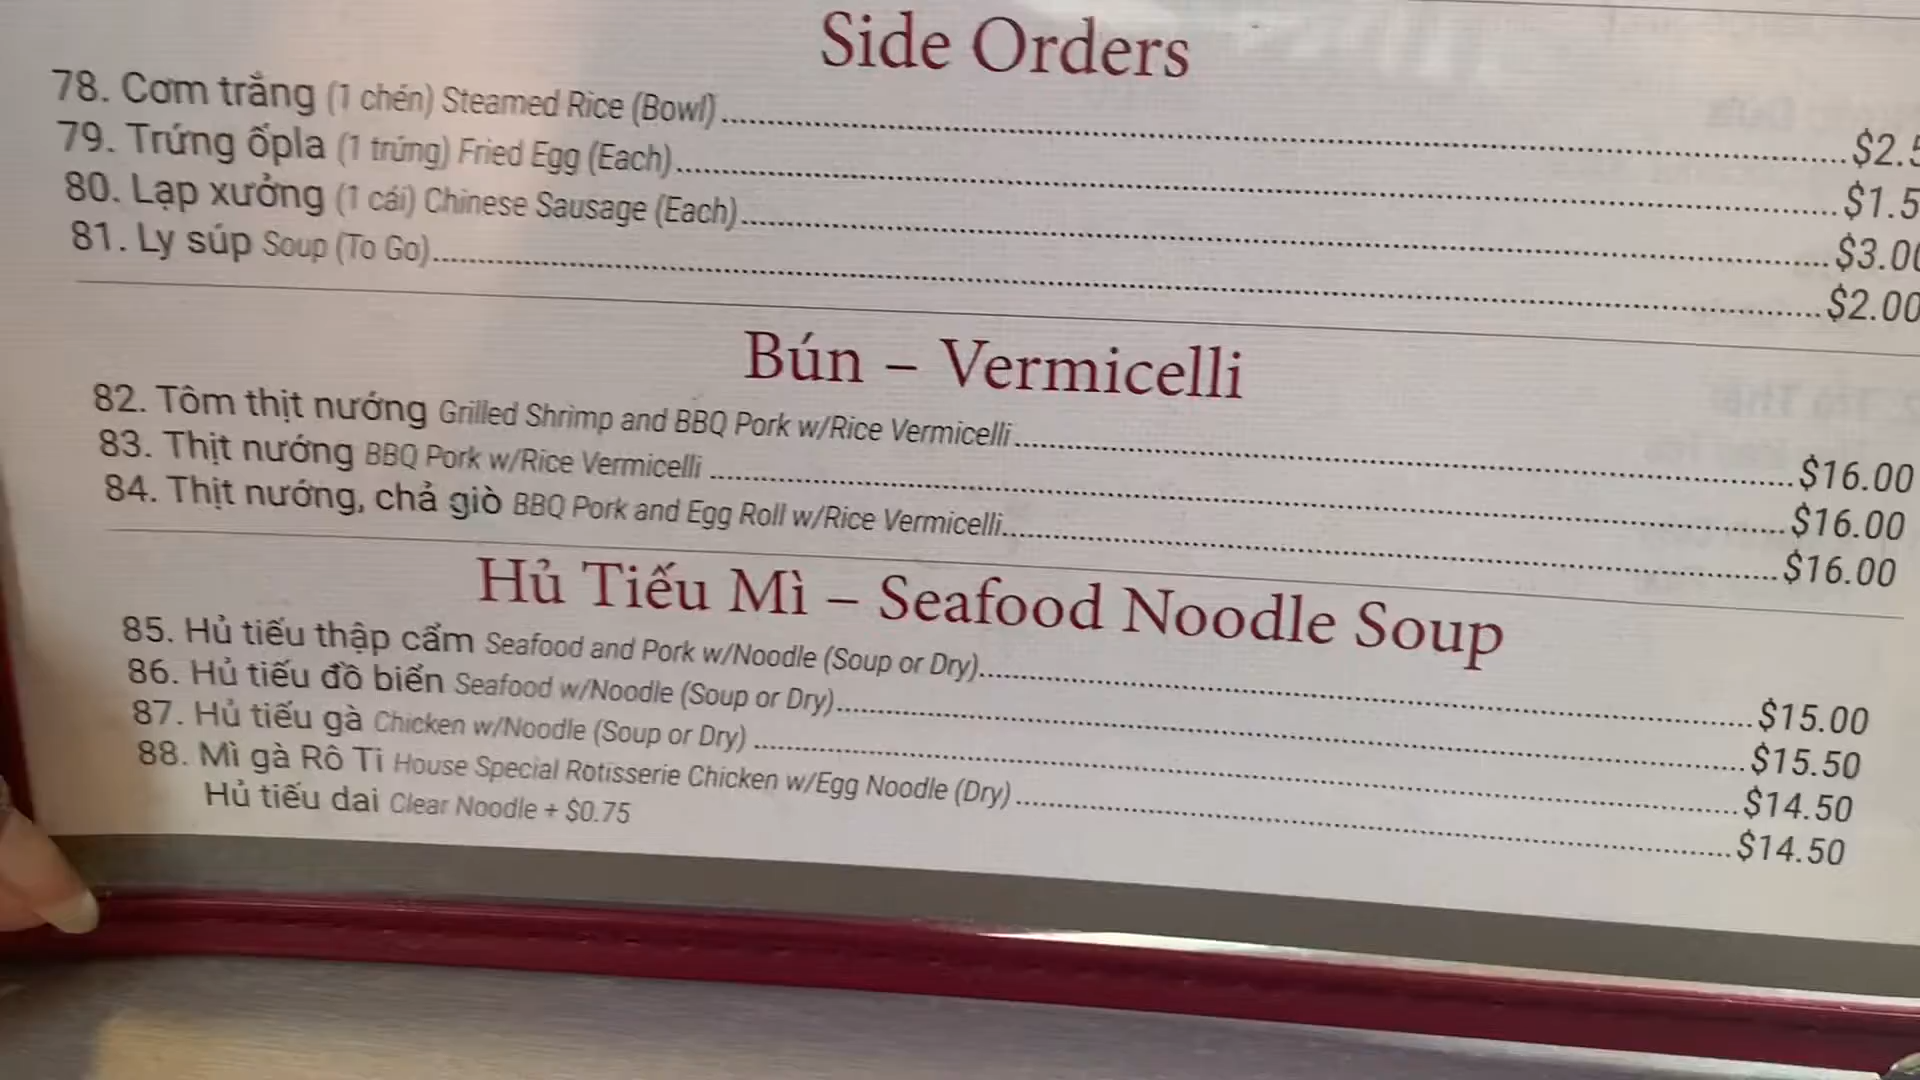 Side Orders
78. Cơm trắng (1 chén) Steamed Rice (Bowl) $2.5
79. Trứng ốpla (1 trứng) Fried Egg (Each) $1.5
80. Lạp xưởng (1 cái) Chinese Sausage (Each) $3.00
81. Ly súp Soup (To Go) $2.00
Bún – Vermicelli
82. Tôm thịt nướng Grilled Shrimp and BBQ Pork w/Rice Vermicelli $16.00
83. Thịt nướng BBQ Pork w/Rice Vermicelli $16.00
84. Thịt nướng, chả giò BBQ Pork and Egg Roll w/Rice Vermicelli $16.00
Hủ Tiếu Mì – Seafood Noodle Soup
85. Hủ tiếu thập cẩm Seafood and Pork w/Noodle (Soup or Dry) $15.00
86. Hủ tiếu đồ biển Seafood w/Noodle (Soup or Dry) $15.50
87. Hủ tiếu gà Chicken w/Noodle (Soup or Dry) $14.50
88. Mì gà Rô Ti House Special Rotisserie Chicken w/Egg Noodle (Dry) $14.50
Hủ tiếu dai Clear Noodle + $0.75